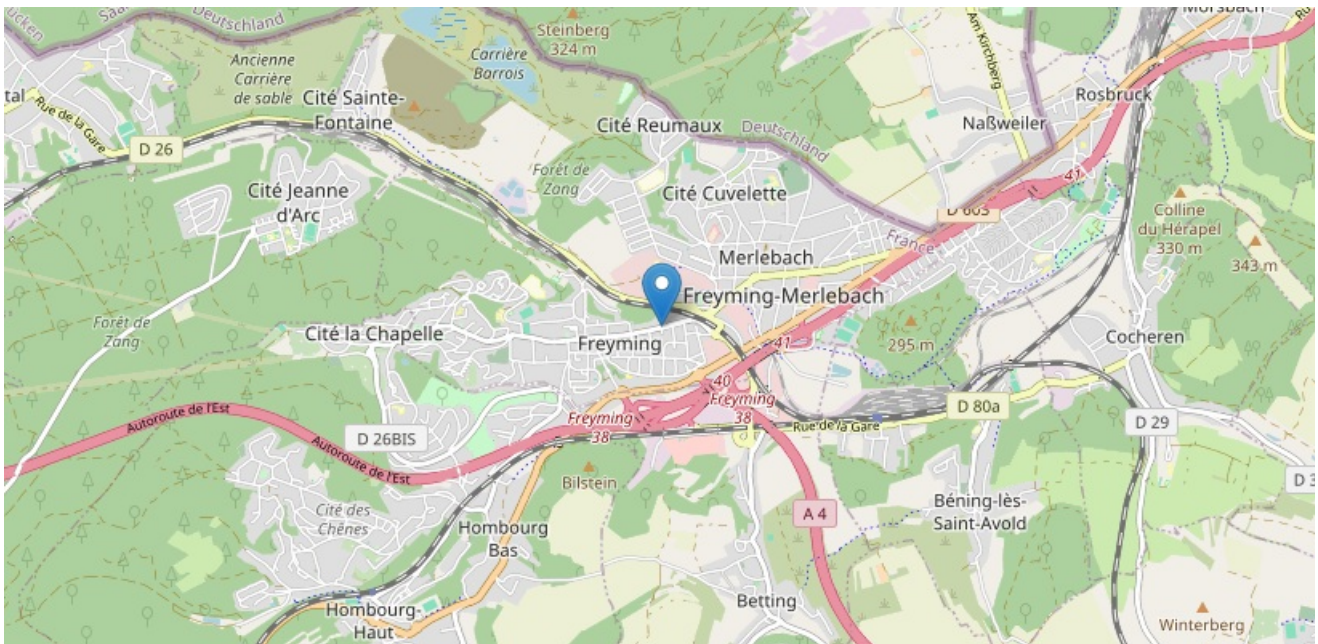 Deutschland
Steinberg
324 m
Morsbach
Ancienne
Carrière
de sable
Carrière
Barrois
Am Kirchberg
Rue de la Gare
D 26
Cité Sainte-
Fontaine
Cité Reumaux
Deutschland
Naßweiler
Rosbruck
Forêt de
Zang
Cité Jeanne
d'Arc
Cité Cuvelette
41
D 603
Colline
du Hérapel
330 m
343 m
France
Merlebach
Freyming-Merlebach
Forêt de
Zang
Cité la Chapelle
Freyming
41
295 m
Cocheren
40
Freyming
38
Freyming
38
D 80a
D 29
Autoroute de l'Est
Autoroute de l'Est
D 26BIS
Rue de la Gare
Bilstein
Cité des
Chênes
Hombourg
Bas
A 4
Béning-lès-
Saint-Avold
Hombourg-
Haut
Betting
Winterberg